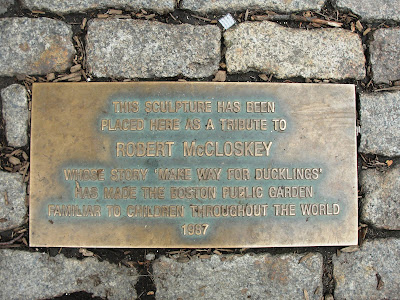 THIS SCULPTURE HAS BEEN
PLACED HERE AS A TRIBUTE TO
ROBERT McCLOSKEY
WHOSE STORY "MAKE WAY FOR DUCKLINGS"
HAS MADE THE BOSTON PUBLIC GARDEN
FAMILIAR TO CHILDREN THROUGHOUT THE WORLD
1987